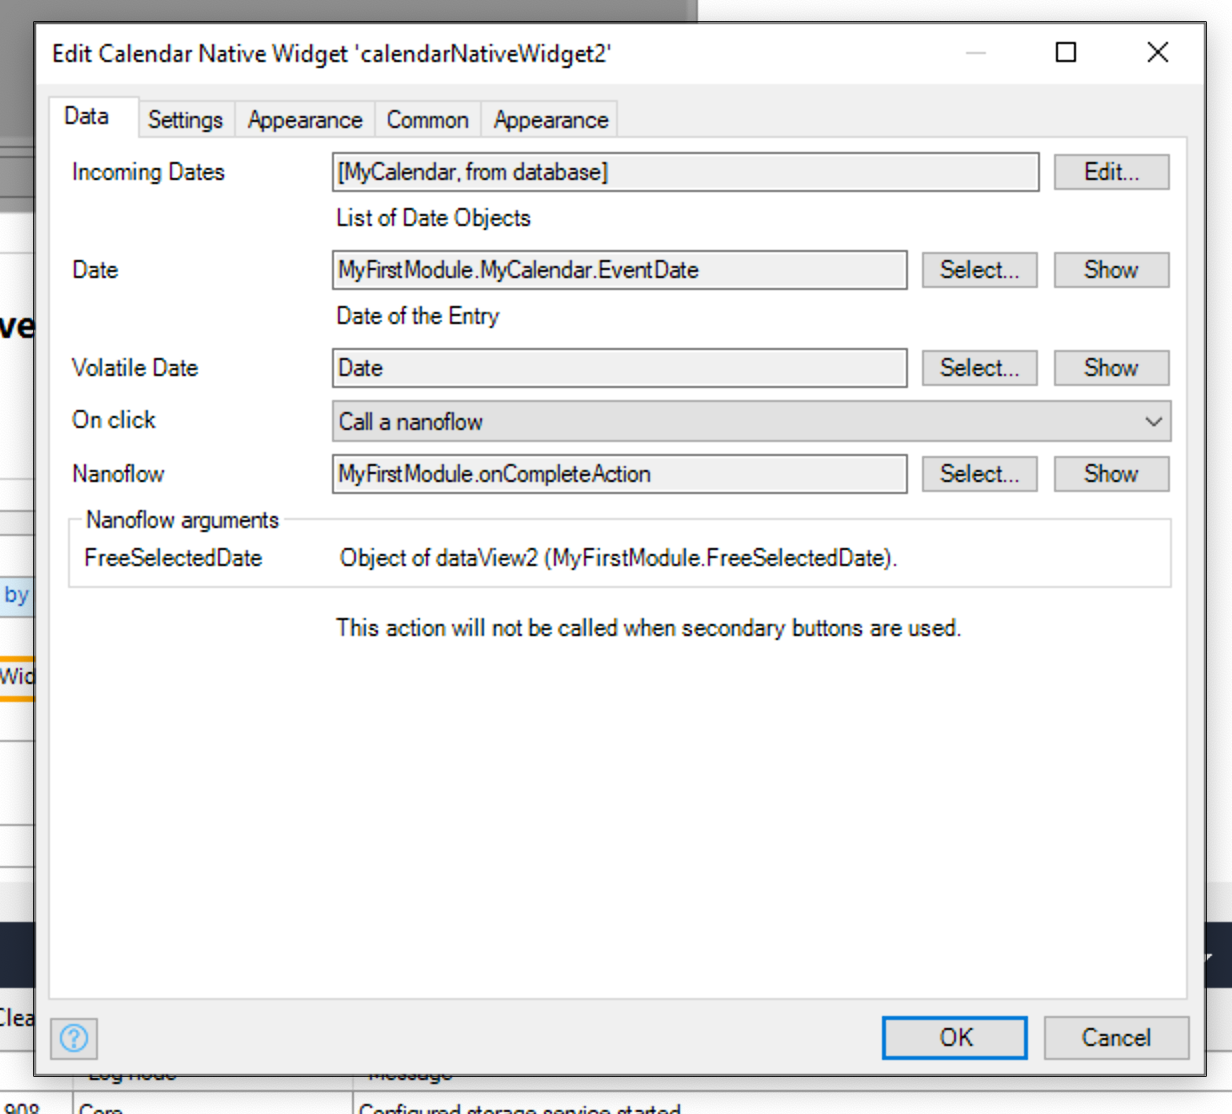 Edit Calendar Native Widget 'calendarNativeWidget2'
Data Settings Appearance Common Appearance
Incoming Dates [MyCalendar, from database] Edit...
List of Date Objects
Date MyFirstModule.MyCalendar.EventDate Select... Show
Date of the Entry
ve
Volatile Date Date Select... Show
On click Call a nanoflow
Nanoflow MyFirstModule.onCompleteAction Select... Show
Nanoflow arguments
FreeSelectedDate Object of dataView2 (MyFirstModule.FreeSelectedDate).
by
This action will not be called when secondary buttons are used.
Wid
Clea
? OK Cancel
Log node Message
908 Core Configured storage service started